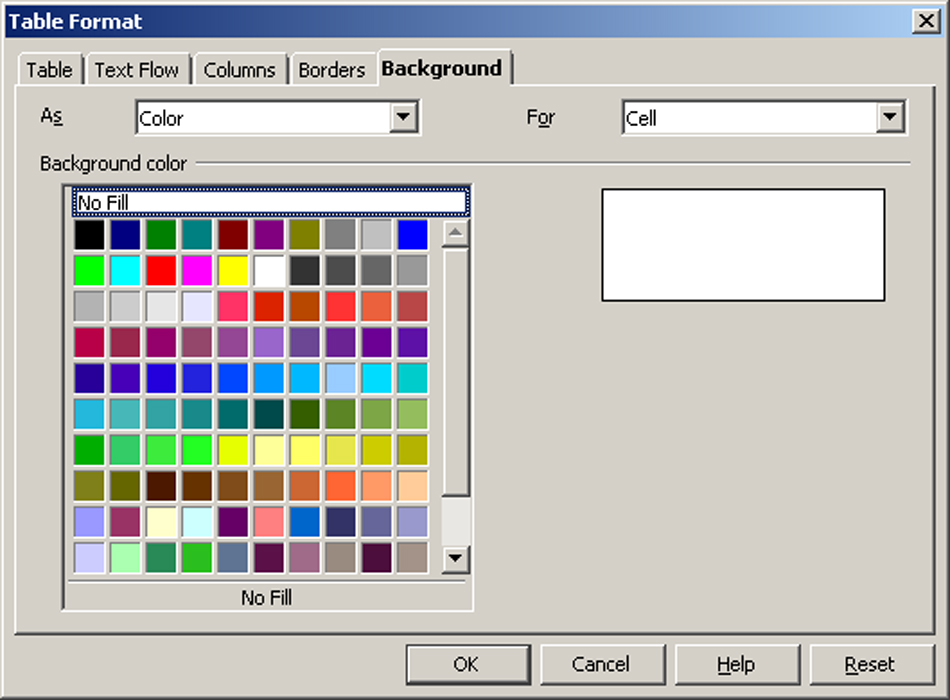 Table Format
Table Text Flow Columns Borders Background
As Color For Cell
Background color
No Fill
No Fill
OK Cancel Help Reset